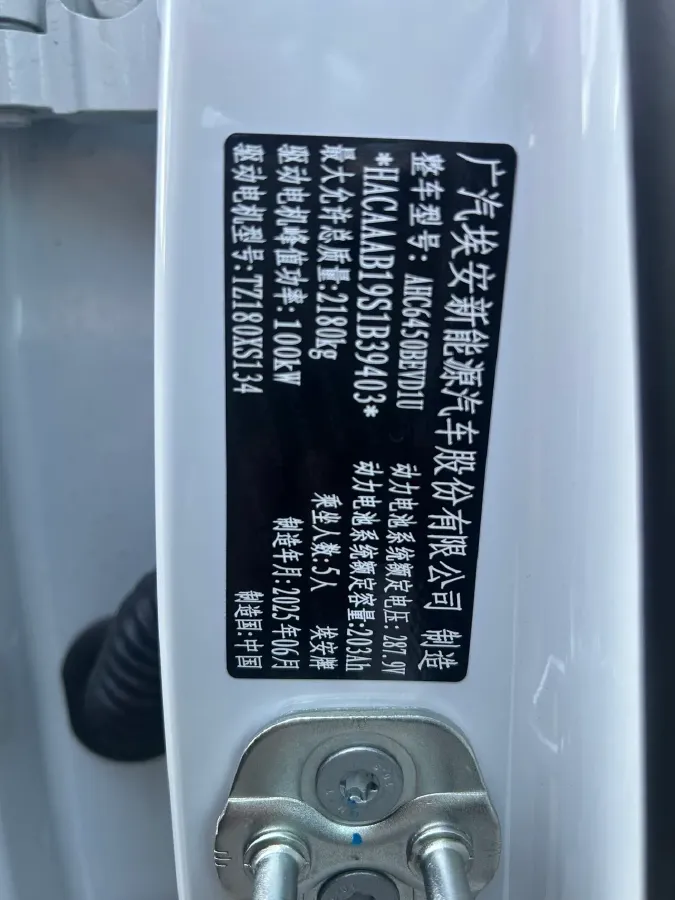 广汽埃安新能源汽车股份有限公司 制造
整车型号：AHC6450BEVD1U 动力电池系统额定电压：287.9V
*HACAAAB19S1B39403* 动力电池系统额定容量:203Ah
最大允许总质量:2180kg 乘坐人数:5人 埃安牌
驱动电机峰值功率:100kW 制造年月:2025年06月
驱动电机型号:TZ180XS134 制造国:中国